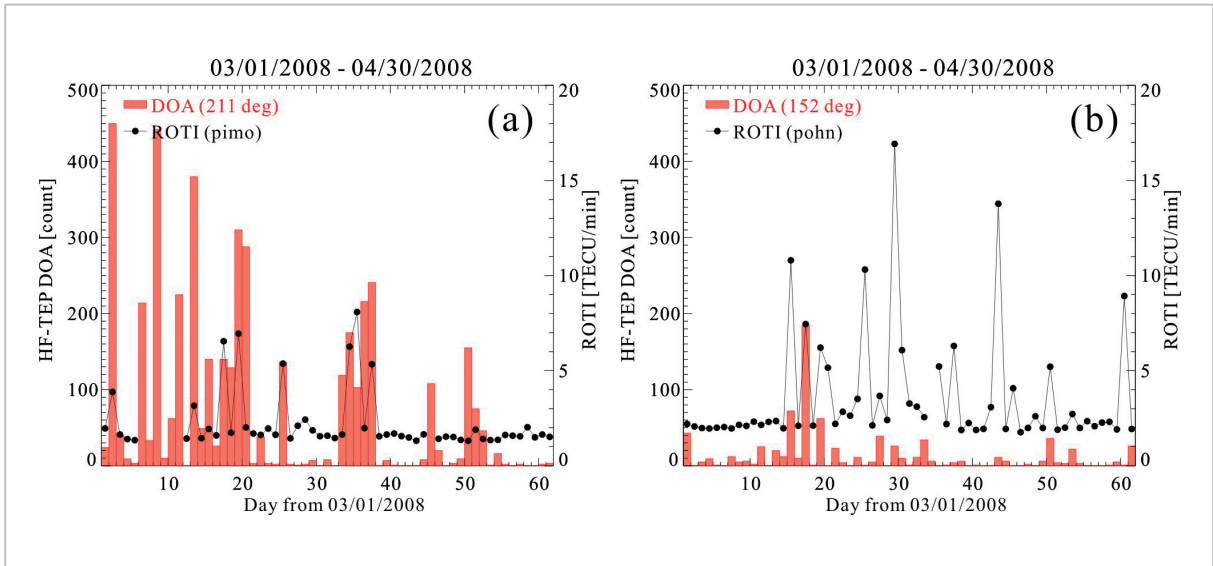 03/01/2008 - 04/30/2008
500
400
300
200
100
0
20
15
10
5
0
10
20
30
40
50
60
HF-TEP DOA [count]
ROTI [TECU/min]
Day from 03/01/2008
DOA (211 deg)
ROTI (pimo)
(a)
03/01/2008 - 04/30/2008
500
400
300
200
100
0
20
15
10
5
0
10
20
30
40
50
60
HF-TEP DOA [count]
ROTI [TECU/min]
Day from 03/01/2008
DOA (152 deg)
ROTI (pohn)
(b)